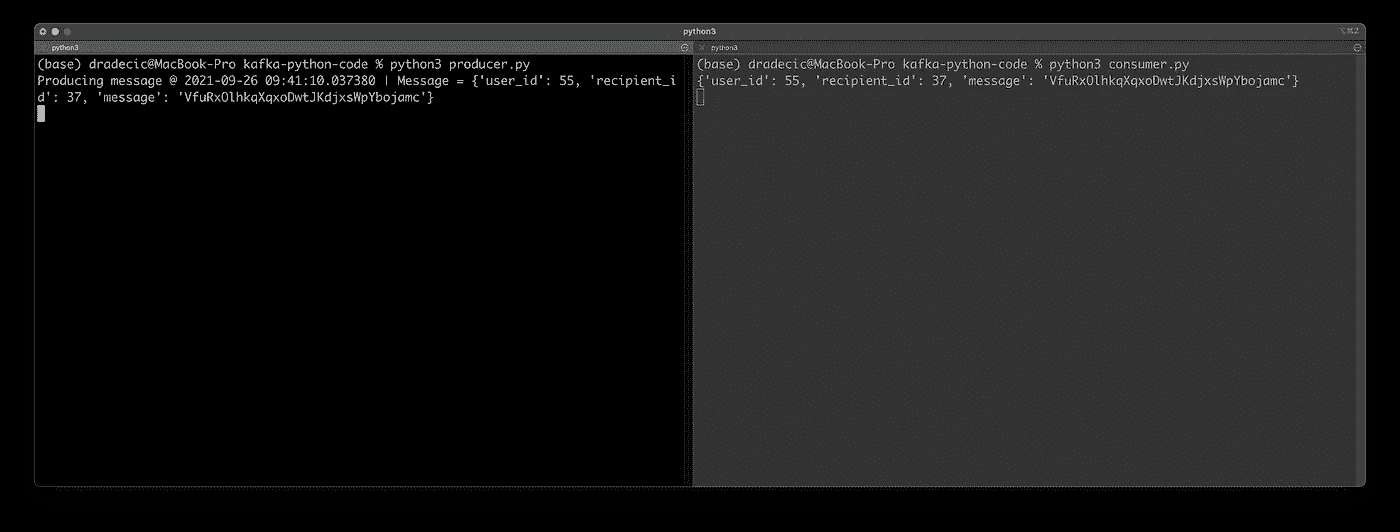 python3
⌥⌘2
python3
python3
(base) dradecic@MacBook-Pro kafka-python-code % python3 producer.py
Producing message @ 2021-09-26 09:41:10.037380 | Message = {'user_id': 55, 'recipient_i
d': 37, 'message': 'VfuRxOlhkqXqxoDwtJKdjxsWpYbojamc'}
(base) dradecic@MacBook-Pro kafka-python-code % python3 consumer.py
{'user_id': 55, 'recipient_id': 37, 'message': 'VfuRxOlhkqXqxoDwtJKdjxsWpYbojamc'}